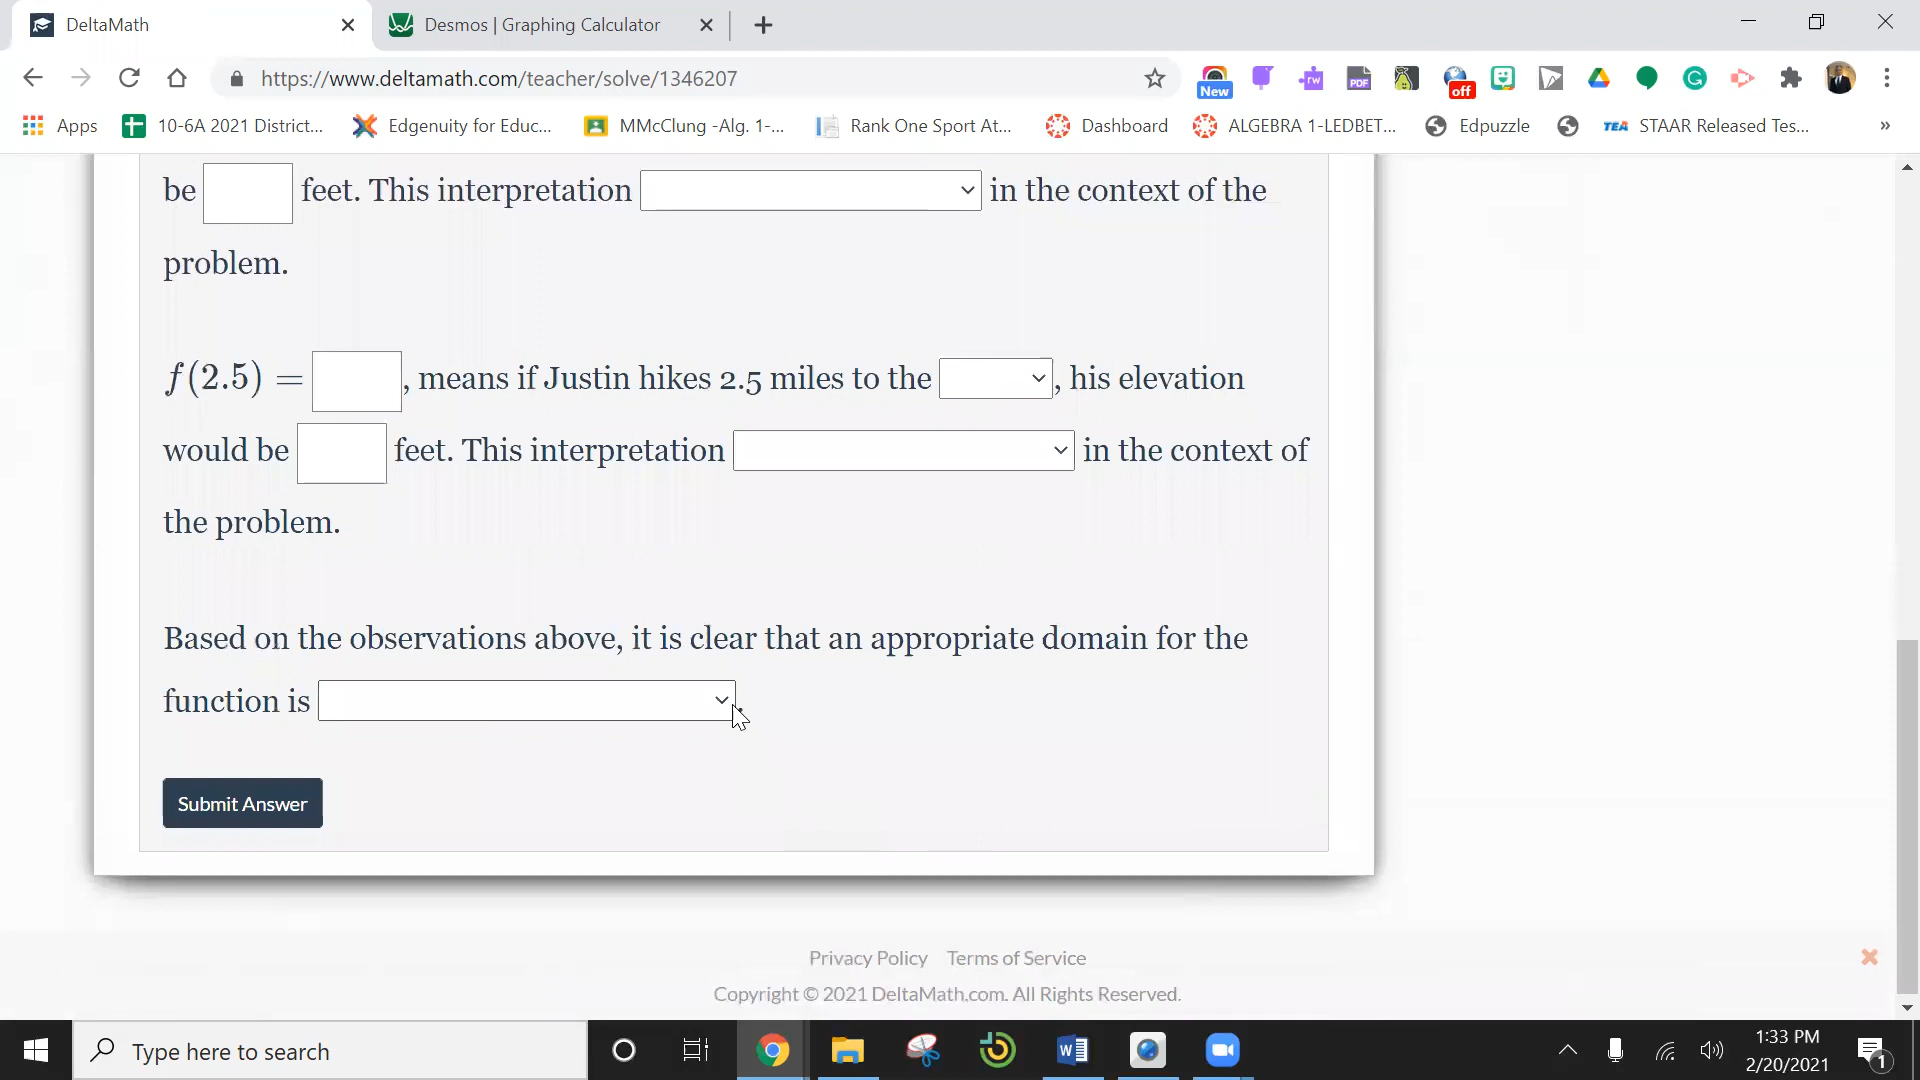 DeltaMath
Desmos | Graphing Calculator
https://www.deltamath.com/teacher/solve/1346207
New
rw
PDF
off
Apps
10-6A 2021 District...
Edgenuity for Educ...
MMcClung -Alg. 1-...
Rank One Sport At...
Dashboard
ALGEBRA 1-LEDBET...
Edpuzzle
TEA
STAAR Released Tes...
»
be feet. This interpretation in the context of the
problem.
f(2.5) = , means if Justin hikes 2.5 miles to the , his elevation
would be feet. This interpretation in the context of
the problem.
Based on the observations above, it is clear that an appropriate domain for the
function is .
Submit Answer
Privacy Policy Terms of Service
Copyright © 2021 DeltaMath.com. All Rights Reserved.
Type here to search
1:33 PM
2/20/2021
1